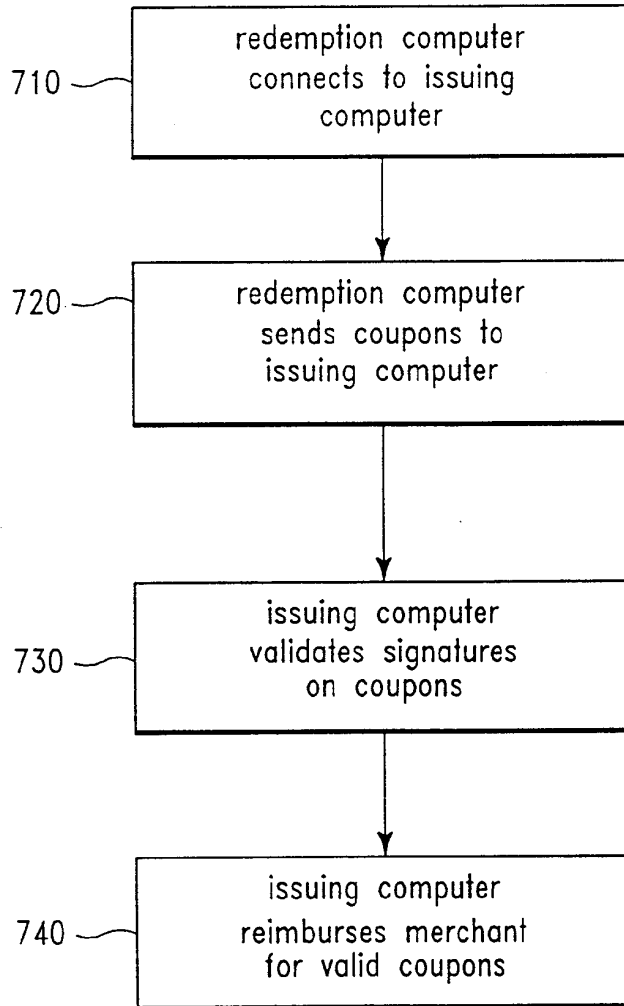 710
redemption computer
connects to issuing
computer
720
redemption computer
sends coupons to
issuing computer
730
issuing computer
validates signatures
on coupons
740
issuing computer
reimburses merchant
for valid coupons